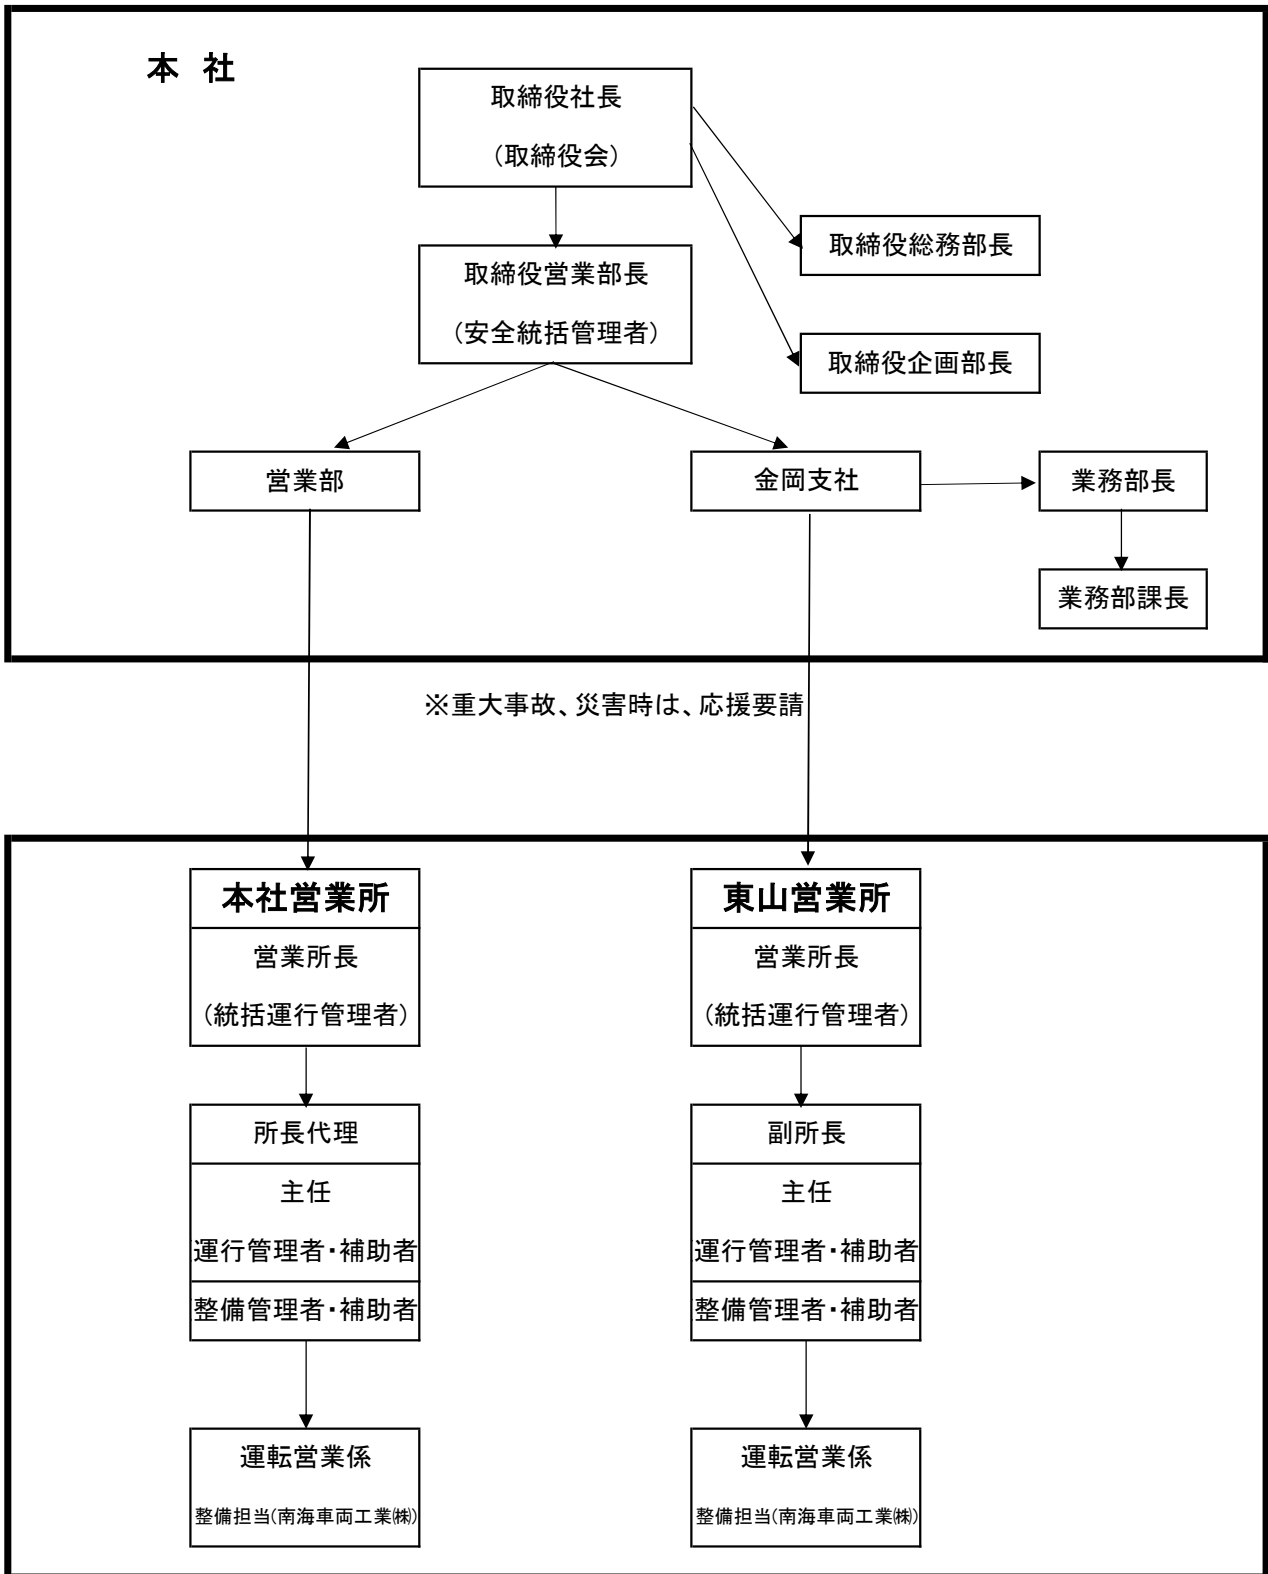 本 社
取締役社長
(取締役会)
取締役総務部長
取締役営業部長
(安全統括管理者)
取締役企画部長
営業部
金岡支社
業務部長
業務部課長
※重大事故、災害時は、応援要請
本社営業所
営業所長
(統括運行管理者)
所長代理
主任
運行管理者・補助者
整備管理者・補助者
運転営業係
整備担当(南海車両工業㈱)
東山営業所
営業所長
(統括運行管理者)
副所長
主任
運行管理者・補助者
整備管理者・補助者
運転営業係
整備担当(南海車両工業㈱)